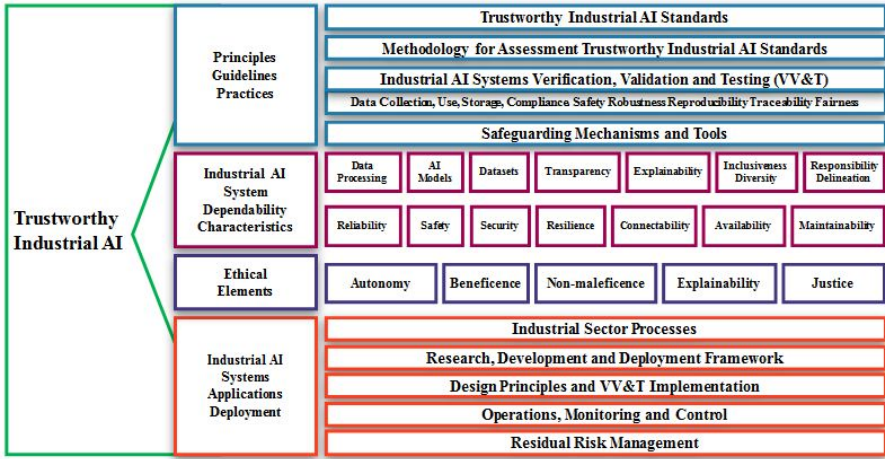 Trustworthy
Industrial AI
Principles
Guidelines
Practices
Trustworthy Industrial AI Standards
Methodology for Assessment Trustworthy Industrial AI Standards
Industrial AI Systems Verification, Validation and Testing (VV&T)
Data Collection, Use, Storage, Compliance Safety Robustness Reproducibility Traceability Fairness
Safeguarding Mechanisms and Tools
Industrial AI
System
Dependability
Characteristics
Data
Processing
AI
Models
Datasets
Transparency
Explainability
Inclusiveness
Diversity
Responsibility
Delineation
Reliability
Safety
Security
Resilience
Connectability
Availability
Maintainability
Ethical
Elements
Autonomy
Beneficence
Non-maleficence
Explainability
Justice
Industrial AI
Systems
Applications
Deployment
Industrial Sector Processes
Research, Development and Deployment Framework
Design Principles and VV&T Implementation
Operations, Monitoring and Control
Residual Risk Management